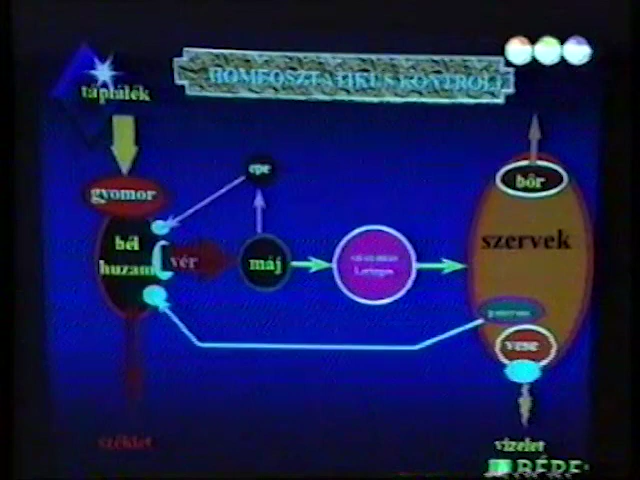 HOMEOSZTATIKUS KONTROLL
táplálék
gyomor
epe
bőr
bél
huzam
vér
máj
szervek
vese
széklet
vizelet